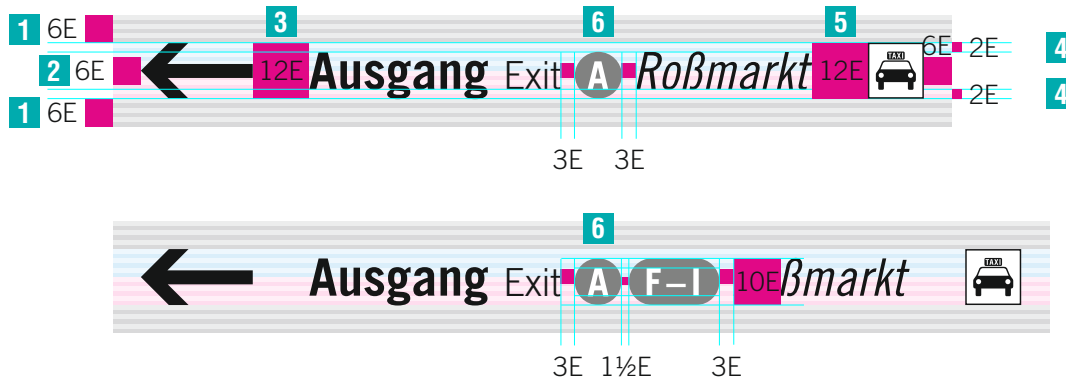 1 6E 3 6 5
6E 2E 4
2 6E 12E Ausgang Exit A Roßmarkt 12E TAXI 4
1 6E 2E
3E 3E
6
Ausgang Exit A F–I 10E ßmarkt TAXI
3E 1½E 3E